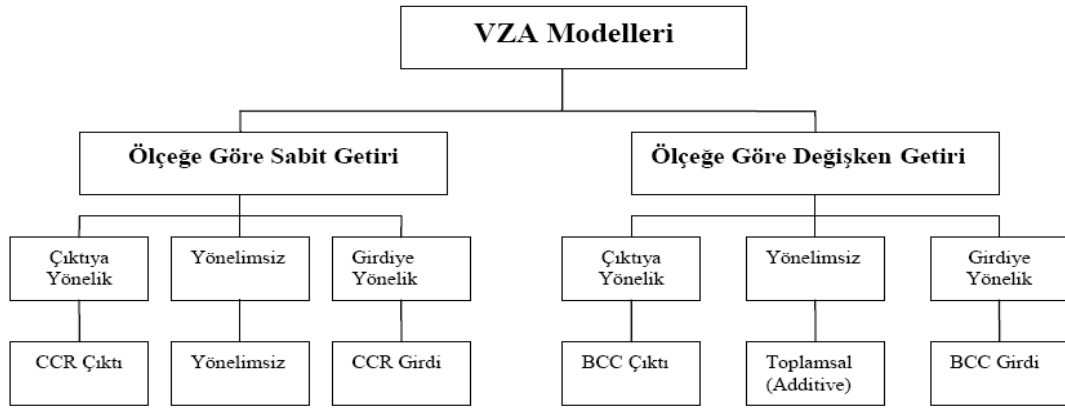 VZA Modelleri
Ölçeğe Göre Sabit Getiri
Ölçeğe Göre Değişken Getiri
Çıktıya
Yönelik
Yönelimsiz
Girdiye
Yönelik
Çıktıya
Yönelik
Yönelimsiz
Girdiye
Yönelik
CCR Çıktı
Yönelimsiz
CCR Girdi
BCC Çıktı
Toplamsal
(Additive)
BCC Girdi